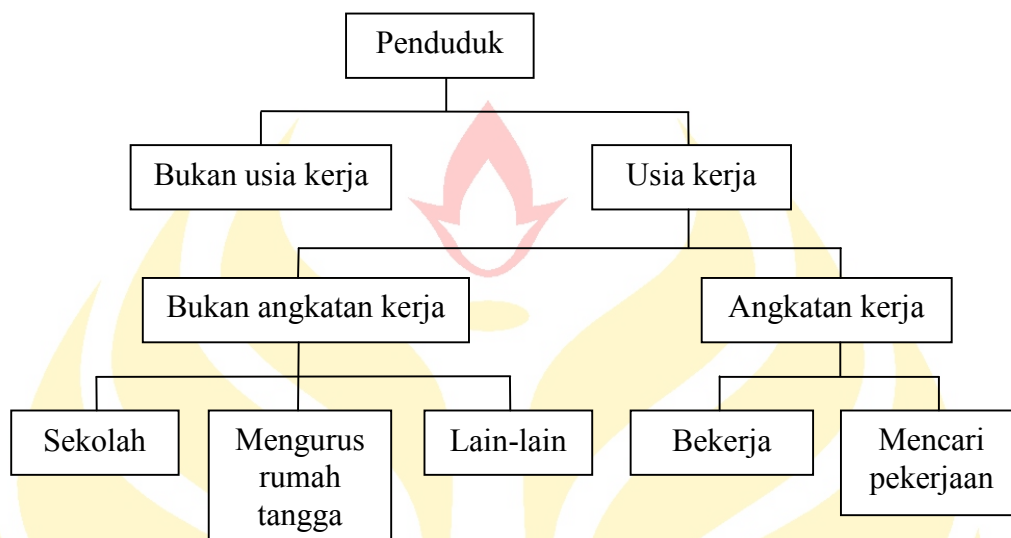 Penduduk
Bukan usia kerja
Usia kerja
Bukan angkatan kerja
Angkatan kerja
Sekolah
Mengurus
rumah
tangga
Lain-lain
Bekerja
Mencari
pekerjaan